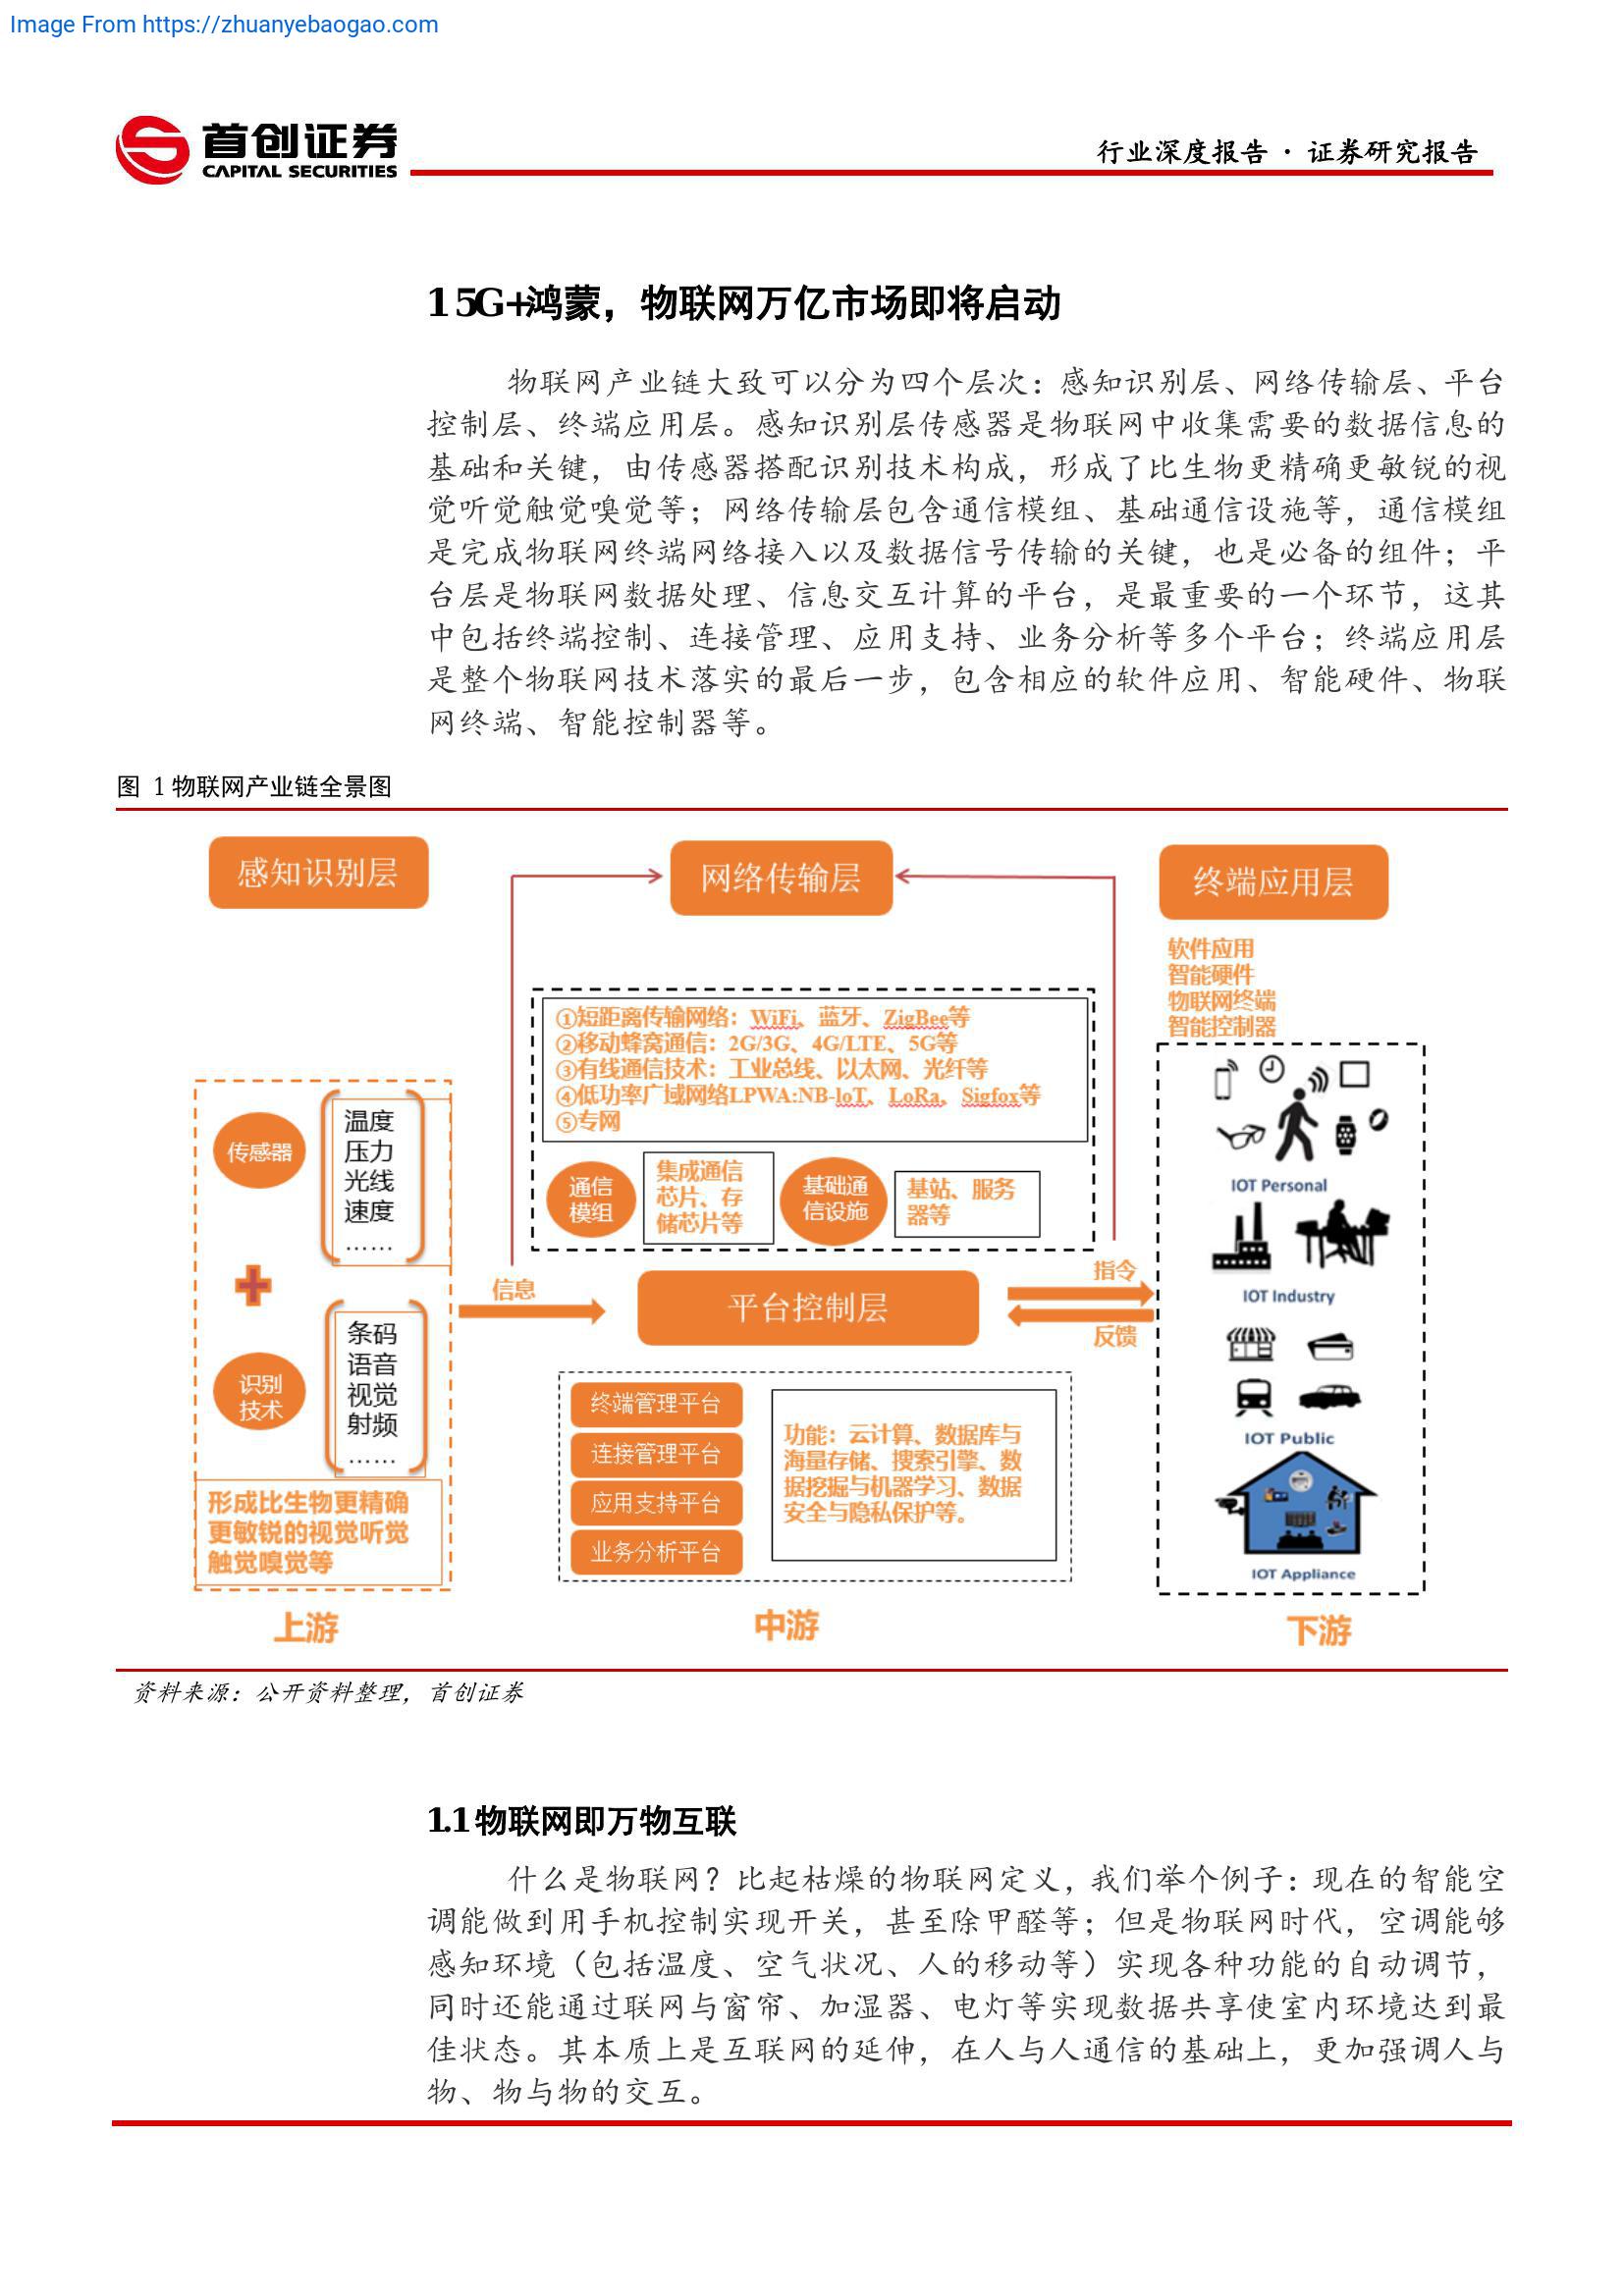 Image From https://zhuanyebaogao.com
首创证券
CAPITAL SECURITIES
行业深度报告 · 证券研究报告
1 5G+鸿蒙，物联网万亿市场即将启动
物联网产业链大致可以分为四个层次：感知识别层、网络传输层、平台
控制层、终端应用层。感知识别层传感器是物联网中收集需要的数据信息的
基础和关键，由传感器搭配识别技术构成，形成了比生物更精确更敏锐的视
觉听觉触觉嗅觉等；网络传输层包含通信模组、基础通信设施等，通信模组
是完成物联网终端网络接入以及数据信号传输的关键，也是必备的组件；平
台层是物联网数据处理、信息交互计算的平台，是最重要的一个环节，这其
中包括终端控制、连接管理、应用支持、业务分析等多个平台；终端应用层
是整个物联网技术落实的最后一步，包含相应的软件应用、智能硬件、物联
网终端、智能控制器等。
图 1 物联网产业链全景图
感知识别层
网络传输层
终端应用层
软件应用
智能硬件
物联网终端
智能控制器
①短距离传输网络：WiFi、蓝牙、ZigBee等
②移动蜂窝通信：2G/3G、4G/LTE、5G等
③有线通信技术：工业总线、以太网、光纤等
④低功率广域网络LPWA:NB-loT、LoRa、Sigfox等
⑤专网
通信
模组
集成通信
芯片、存
储芯片等
基础通
信设施
基站、服务
器等
传感器
温度
压力
光线
速度
……
识别
技术
条码
语音
视觉
射频
……
形成比生物更精确
更敏锐的视觉听觉
触觉嗅觉等
信息
平台控制层
指令
反馈
终端管理平台
连接管理平台
应用支持平台
业务分析平台
功能：云计算、数据库与
海量存储、搜索引擎、数
据挖掘与机器学习、数据
安全与隐私保护等。
IOT Personal
IOT Industry
IOT Public
IOT Appliance
上游
中游
下游
资料来源：公开资料整理，首创证券
1.1 物联网即万物互联
什么是物联网？比起枯燥的物联网定义，我们举个例子：现在的智能空
调能做到用手机控制实现开关，甚至除甲醛等；但是物联网时代，空调能够
感知环境（包括温度、空气状况、人的移动等）实现各种功能的自动调节，
同时还能通过联网与窗帘、加湿器、电灯等实现数据共享使室内环境达到最
佳状态。其本质上是互联网的延伸，在人与人通信的基础上，更加强调人与
物、物与物的交互。